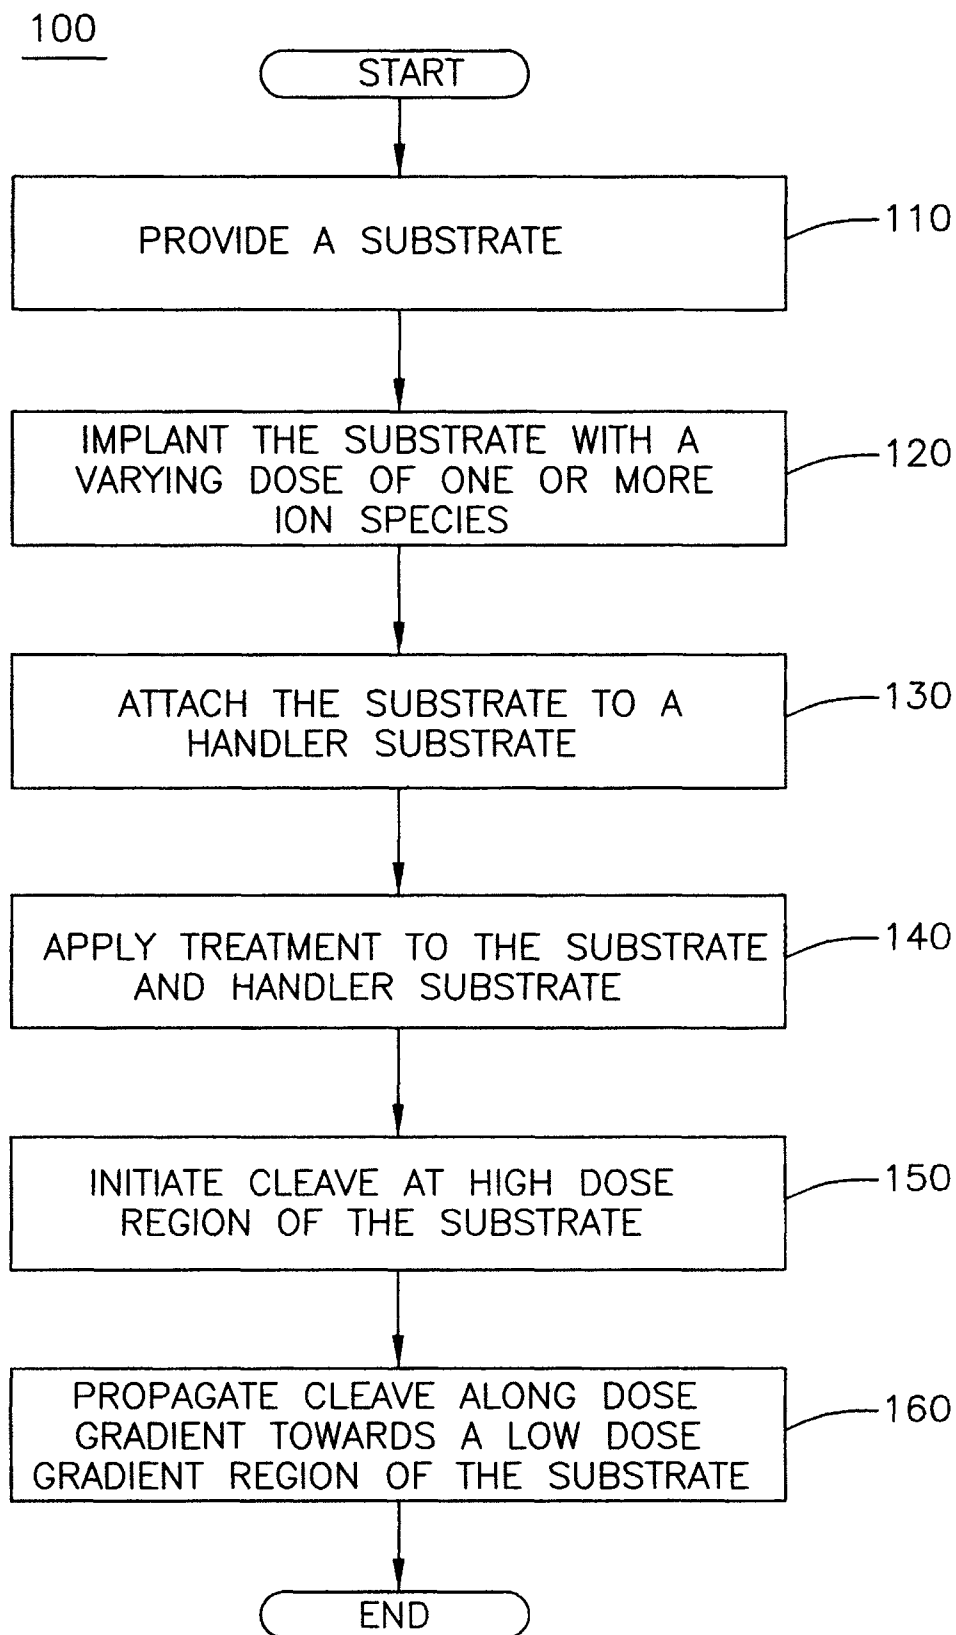 100
START
PROVIDE A SUBSTRATE
110
IMPLANT THE SUBSTRATE WITH A
VARYING DOSE OF ONE OR MORE
ION SPECIES
120
ATTACH THE SUBSTRATE TO A
HANDLER SUBSTRATE
130
APPLY TREATMENT TO THE SUBSTRATE
AND HANDLER SUBSTRATE
140
INITIATE CLEAVE AT HIGH DOSE
REGION OF THE SUBSTRATE
150
PROPAGATE CLEAVE ALONG DOSE
GRADIENT TOWARDS A LOW DOSE
GRADIENT REGION OF THE SUBSTRATE
160
END